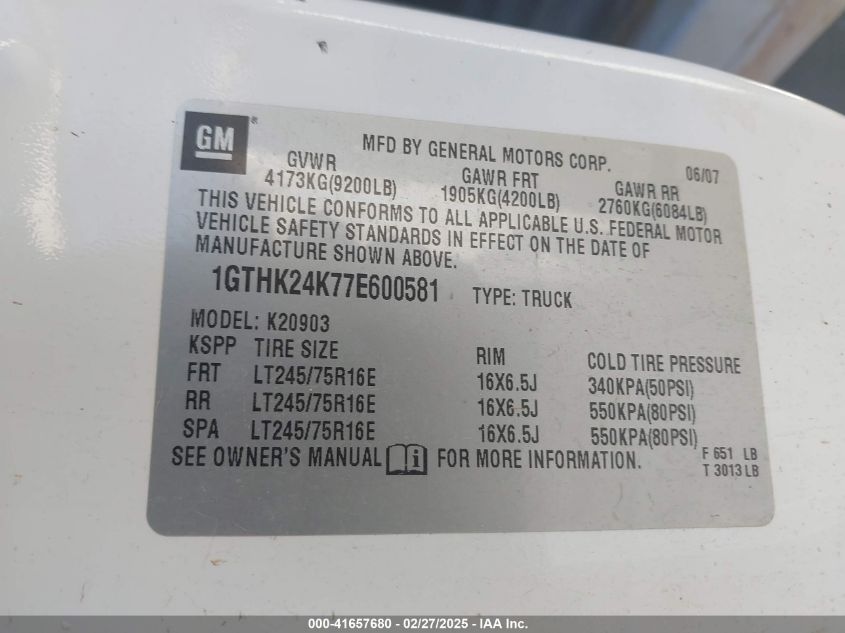 GM®
MFD BY GENERAL MOTORS CORP. 06/07
GVWR GAWR FRT GAWR RR
4173KG(9200LB) 1905KG(4200LB) 2760KG(6084LB)
THIS VEHICLE CONFORMS TO ALL APPLICABLE U.S. FEDERAL MOTOR
VEHICLE SAFETY STANDARDS IN EFFECT ON THE DATE OF
MANUFACTURE SHOWN ABOVE.
1GTHK24K77E600581 TYPE: TRUCK
MODEL: K20903
KSPP TIRE SIZE RIM COLD TIRE PRESSURE
FRT LT245/75R16E 16X6.5J 340KPA(50PSI)
RR LT245/75R16E 16X6.5J 550KPA(80PSI)
SPA LT245/75R16E 16X6.5J 550KPA(80PSI)
SEE OWNER'S MANUAL i FOR MORE INFORMATION.
F 651 LB
T 3013 LB
000-41657680 - 02/27/2025 - IAA Inc.